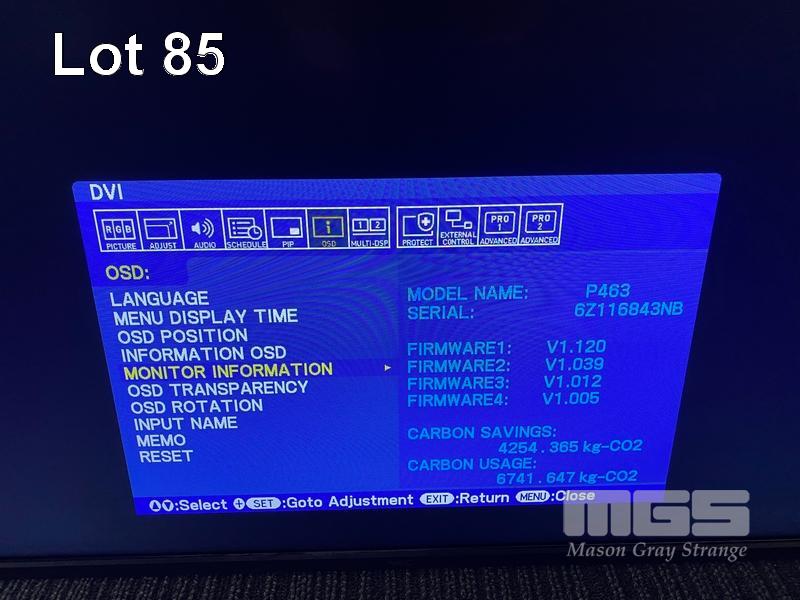 Lot 85
DVI
RGB
PICTURE
ADJUST
AUDIO
SCHEDULE
PIP
i
OSD
1 2
MULTI-DSP
PROTECT
EXTERNAL
CONTROL
PRO
1
ADVANCED
PRO
2
ADVANCED
OSD:
LANGUAGE
MENU DISPLAY TIME
OSD POSITION
INFORMATION OSD
MONITOR INFORMATION
OSD TRANSPARENCY
OSD ROTATION
INPUT NAME
MEMO
RESET
MODEL NAME: P463
SERIAL: 6Z116843NB
FIRMWARE1: V1.120
FIRMWARE2: V1.039
FIRMWARE3: V1.012
FIRMWARE4: V1.005
CARBON SAVINGS:
4254.365 kg-CO2
CARBON USAGE:
6741.647 kg-CO2
:Select SET :Goto Adjustment EXIT :Return MENU :Close
MGS
Mason Gray Strange